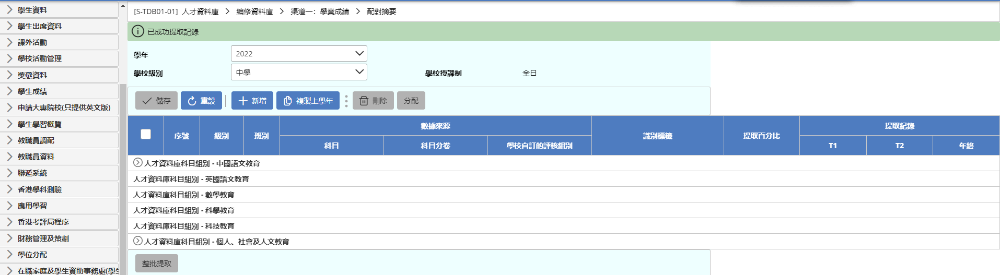 學生資料
學生出席資料
課外活動
學校活動管理
獎懲資料
學生成績
申請大專院校(只提供英文版)
學生學習概覽
教職員調配
教職員資料
聯遞系統
香港學科測驗
應用學習
香港考評局程序
財務管理及策劃
學位分配
在職家庭及學生資助事務處(學生
[S-TDB01-01] 人才資料庫 > 編修資料庫 > 渠道一：學業成績 > 配對摘要
已成功提取記錄
學年 2022
學校級別 中學 學校授課制 全日
儲存 重設 新增 複製上學年 刪除 分配
序號 級別 班別 數據來源 識別標籤 提取百分比 提取紀錄
科目 科目分卷 學校自訂的評核組別 T1 T2 年終
人才資料庫科目組別 - 中國語文教育
人才資料庫科目組別 - 英國語文教育
人才資料庫科目組別 - 數學教育
人才資料庫科目組別 - 科學教育
人才資料庫科目組別 - 科技教育
人才資料庫科目組別 - 個人、社會及人文教育
整批提取